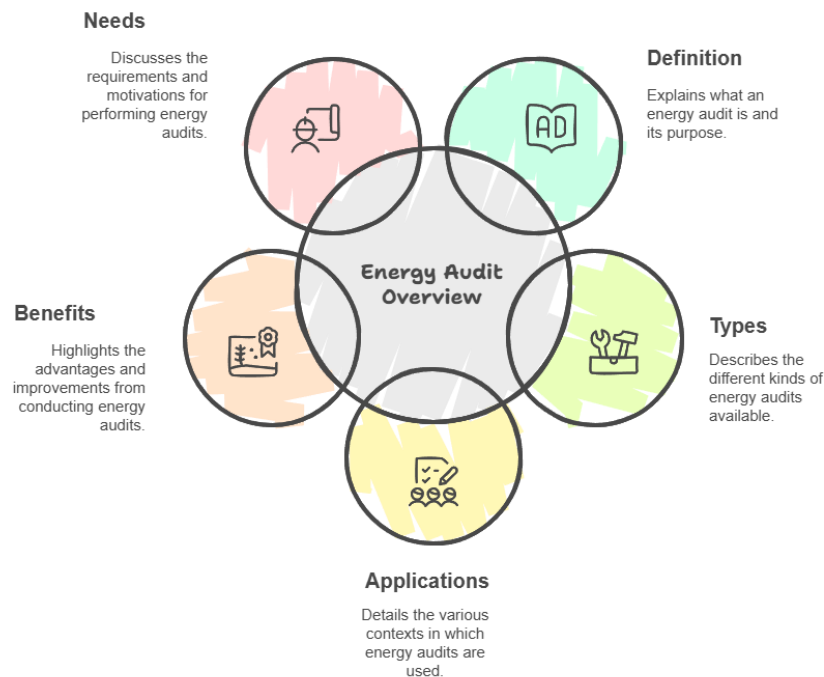 Needs
Discusses the
requirements and
motivations for
performing energy
audits.
Definition
Explains what an
energy audit is and
its purpose.
AD
Energy Audit
Overview
Benefits
Highlights the
advantages and
improvements from
conducting energy
audits.
Types
Describes the
different kinds of
energy audits
available.
Applications
Details the various
contexts in which
energy audits are
used.